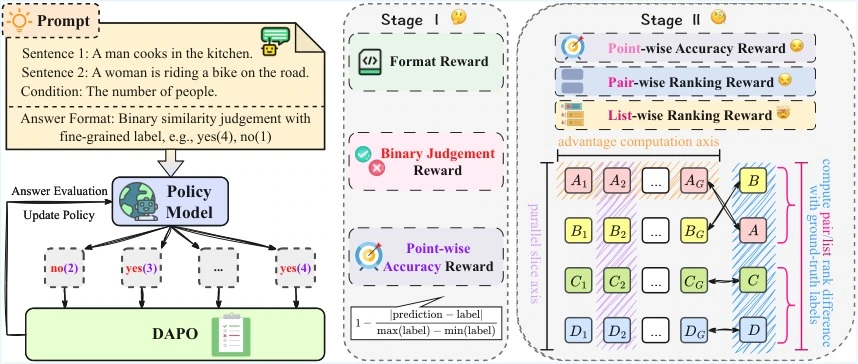 Prompt
Sentence 1: A man cooks in the kitchen.
Sentence 2: A woman is riding a bike on the road.
Condition: The number of people.
Answer Format: Binary similarity judgement with
fine-grained label, e.g., yes(4), no(1)
Answer Evaluation
Update Policy
Policy
Model
no(2)
yes(3)
...
yes(4)
DAPO
Stage I
Format Reward
Binary Judgement
Reward
Point-wise
Accuracy Reward
1 − |prediction − label| / max(label) − min(label)
Stage II
Point-wise Accuracy Reward
Pair-wise Ranking Reward
List-wise Ranking Reward
advantage computation axis
parallel slice axis
A1 A2 ... AG B
B1 B2 ... BG A
C1 C2 ... CG C
D1 D2 ... DG D
compute pair/list rank difference
with ground-truth labels